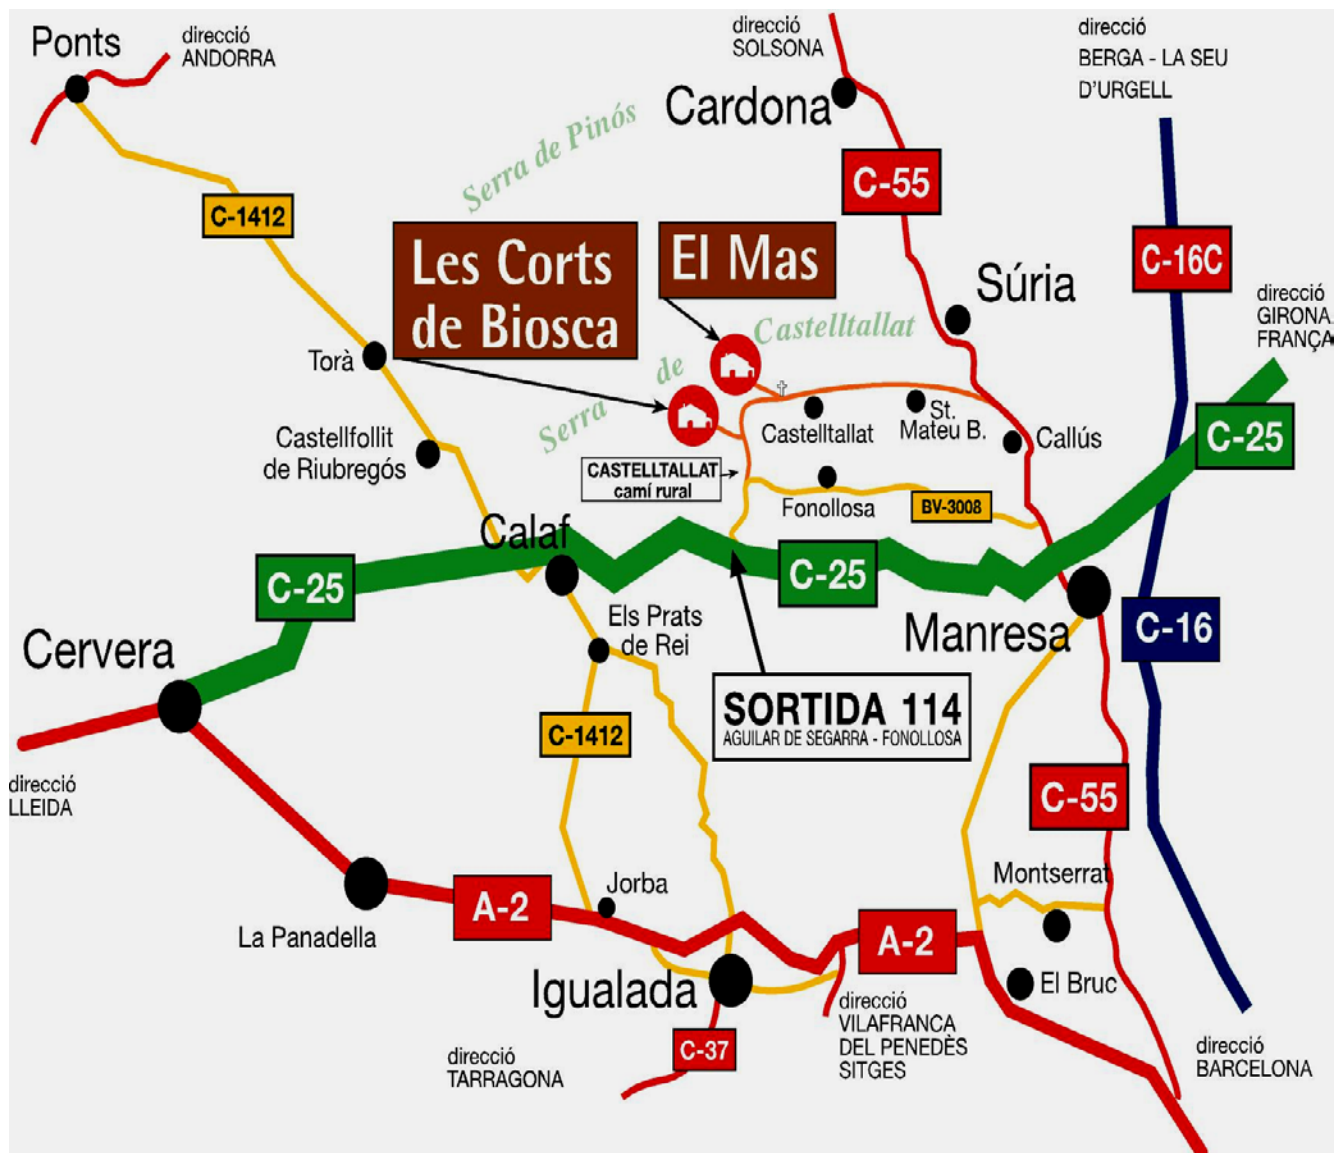 Ponts
direcció
ANDORRA
direcció
SOLSONA
direcció
BERGA - LA SEU
D'URGELL
Cardona
Serra de Pinós
C-55
C-1412
Les Corts
de Biosca
El Mas
C-16C
Súria
direcció
GIRONA.
FRANÇA
Serra de Castelltallat
Torà
Castellfollit
de Riubregós
Castelltallat
St.
Mateu B.
Callús
C-25
CASTELLTALLAT
camí rural
Fonollosa
BV-3008
Calaf
C-25
C-25
Els Prats
de Rei
Manresa
C-16
Cervera
SORTIDA 114
AGUILAR DE SEGARRA - FONOLLOSA
C-1412
direcció
LLEIDA
C-55
Montserrat
Jorba
A-2
La Panadella
A-2
Igualada
El Bruc
direcció
VILAFRANCA
DEL PENEDÈS
SITGES
C-37
direcció
TARRAGONA
direcció
BARCELONA